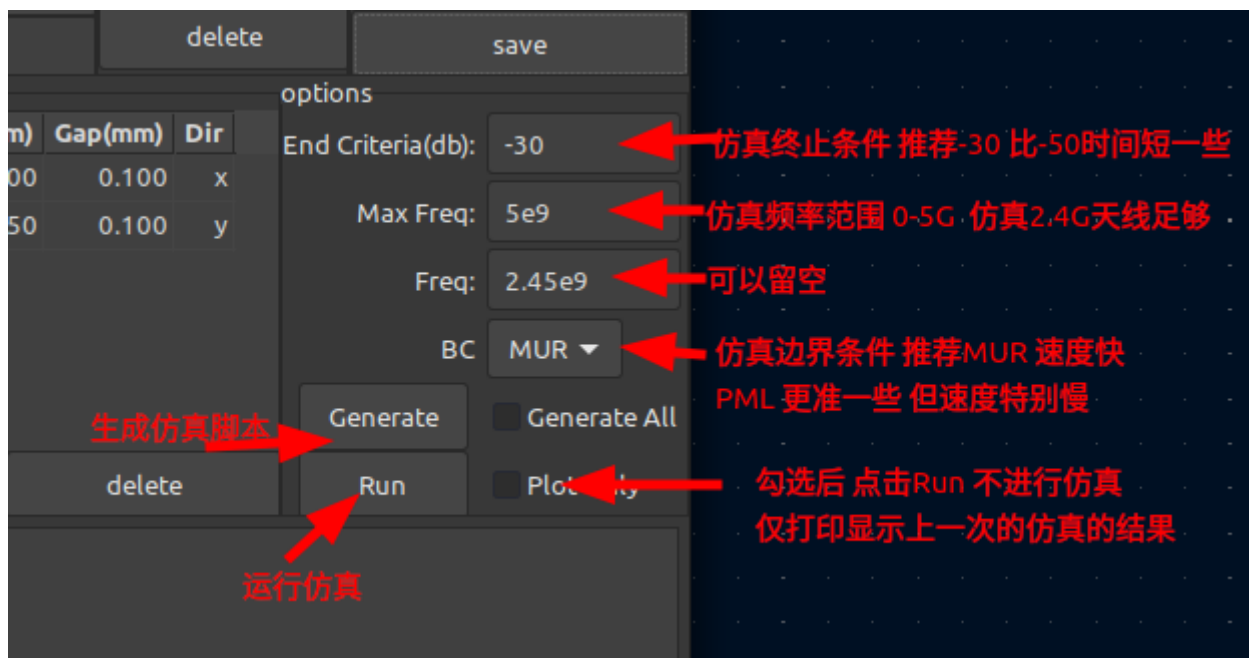 delete save
options
m) Gap(mm) Dir
End Criteria(db): -30 仿真终止条件 推荐-30 比-50时间短一些
00 0.100 x
Max Freq: 5e9 仿真频率范围 0-5G 仿真2.4G天线足够
50 0.100 y
Freq: 2.45e9 可以留空
BC MUR 仿真边界条件 推荐MUR 速度快
PML 更准一些 但速度特别慢
生成仿真脚本 Generate Generate All
delete Run 勾选后 点击Run 不进行仿真
仅打印显示上一次的仿真的结果
运行仿真